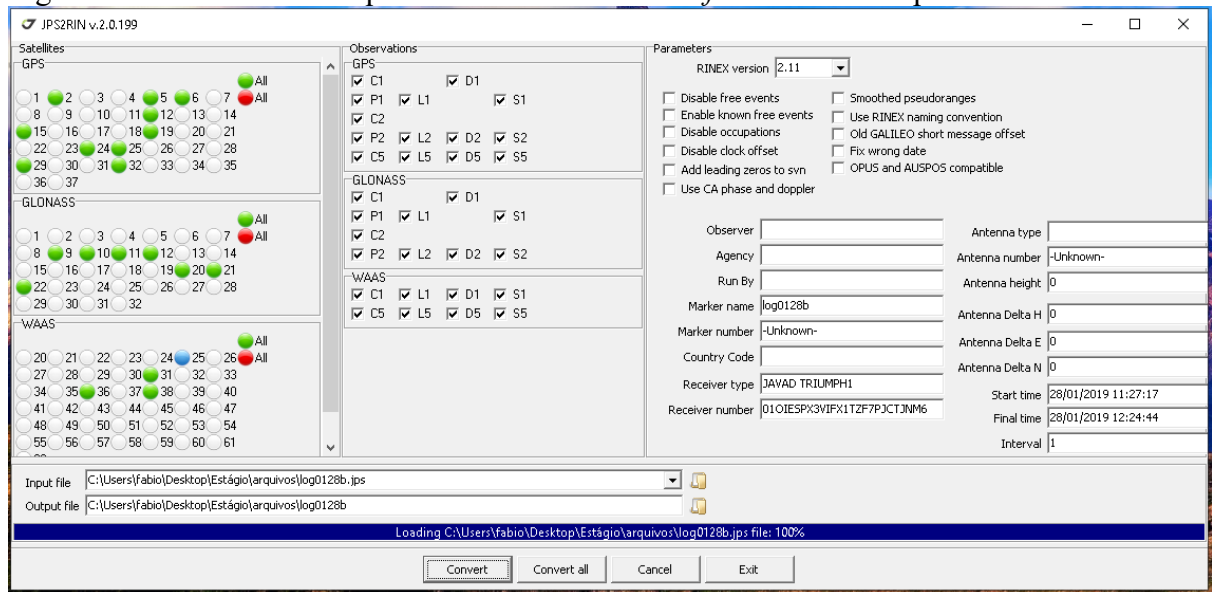 JPS2RIN v.2.0.199
Satellites
GPS
All
1 2 3 4 5 6 7 All
8 9 10 11 12 13 14
15 16 17 18 19 20 21
22 23 24 25 26 27 28
29 30 31 32 33 34 35
36 37
GLONASS
All
1 2 3 4 5 6 7 All
8 9 10 11 12 13 14
15 16 17 18 19 20 21
22 23 24 25 26 27 28
29 30 31 32
WAAS
All
20 21 22 23 24 25 26 All
27 28 29 30 31 32 33
34 35 36 37 38 39 40
41 42 43 44 45 46 47
48 49 50 51 52 53 54
55 56 57 58 59 60 61
Observations
GPS
C1 D1
P1 L1 S1
C2
P2 L2 D2 S2
C5 L5 D5 S5
GLONASS
C1 D1
P1 L1 S1
C2
P2 L2 D2 S2
WAAS
C1 L1 D1 S1
C5 L5 D5 S5
Parameters
RINEX version 2.11
Disable free events
Enable known free events
Disable occupations
Disable clock offset
Add leading zeros to svn
Use CA phase and doppler
Smoothed pseudoranges
Use RINEX naming convention
Old GALILEO short message offset
Fix wrong date
OPUS and AUSPOS compatible
Observer
Agency
Run By
Marker name log0128b
Marker number -Unknown-
Country Code
Receiver type JAVAD TRIUMPH1
Receiver number 01OIESPX3VIFX1TZF7PJCTJNM6
Antenna type
Antenna number -Unknown-
Antenna height 0
Antenna Delta H 0
Antenna Delta E 0
Antenna Delta N 0
Start time 28/01/2019 11:27:17
Final time 28/01/2019 12:24:44
Interval 1
Input file C:\Users\fabio\Desktop\Estágio\arquivos\log0128b.jps
Output file C:\Users\fabio\Desktop\Estágio\arquivos\log0128b
Loading C:\Users\fabio\Desktop\Estágio\arquivos\log0128b.jps file: 100%
Convert Convert all Cancel Exit